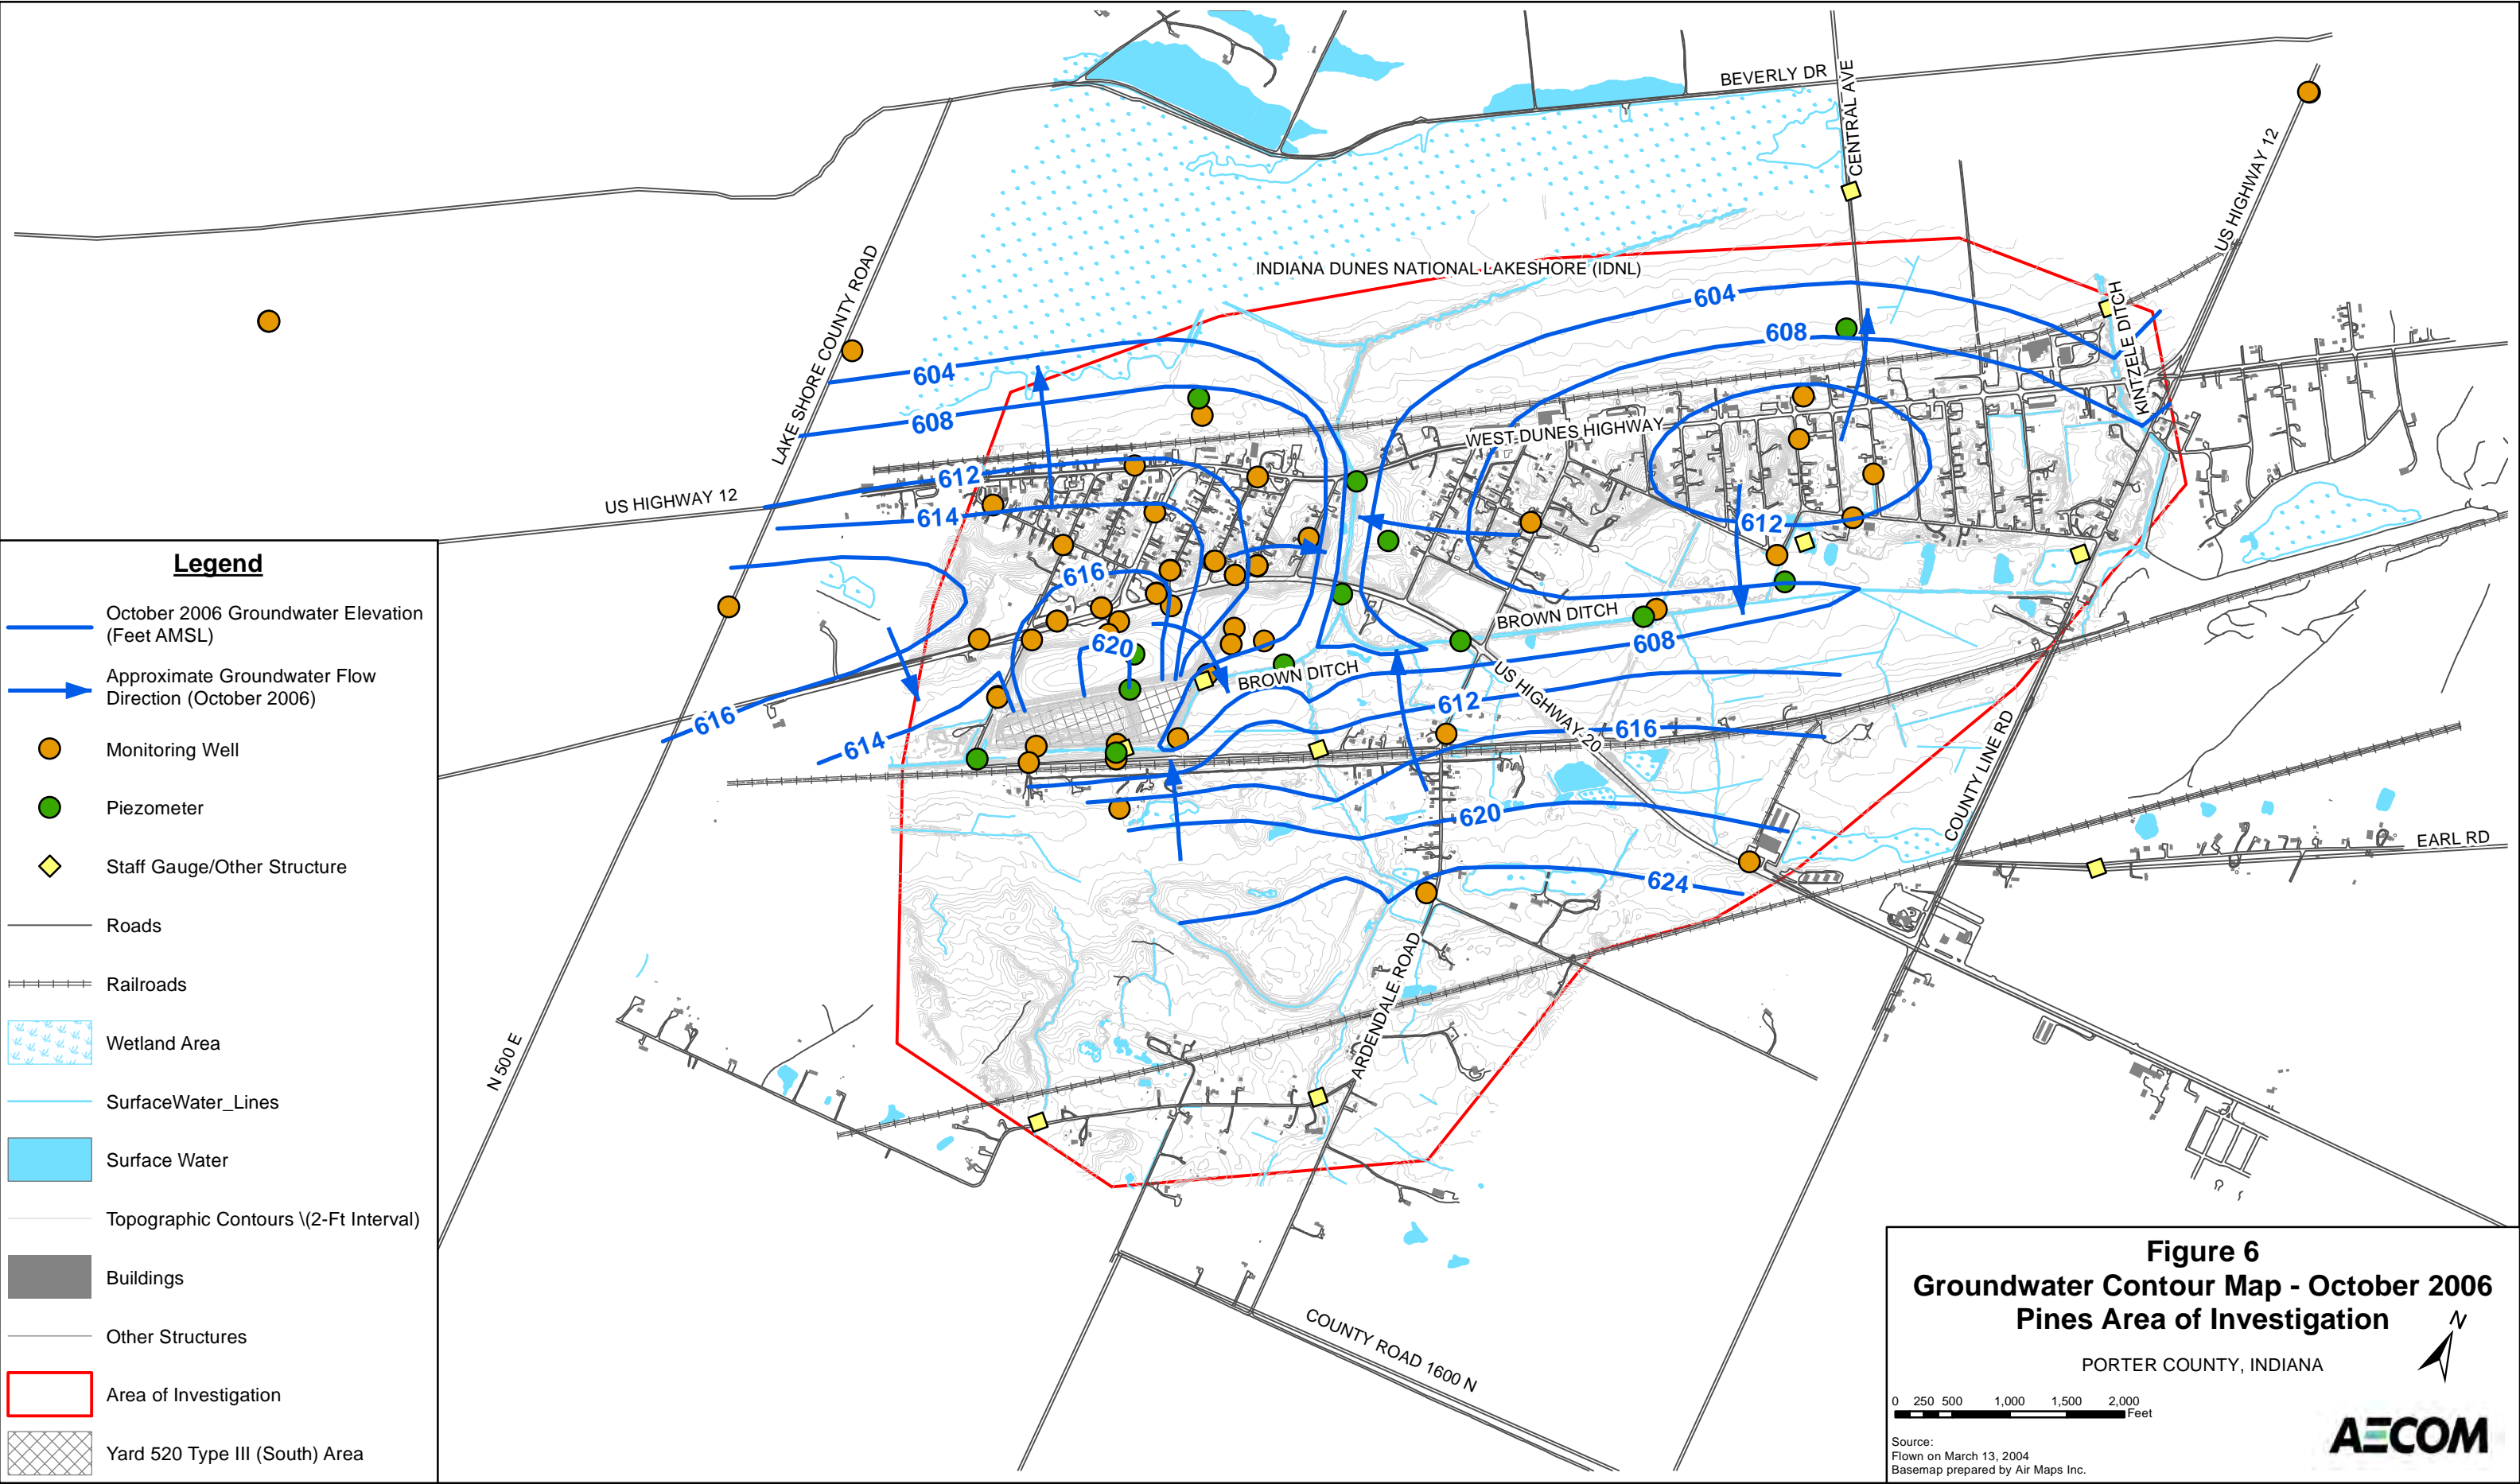 BEVERLY DR
CENTRAL AVE
US HIGHWAY 12
LAKE SHORE COUNTY ROAD
INDIANA DUNES NATIONAL LAKESHORE (IDNL)
604
608
KINTZELE DITCH
604
608
WEST DUNES HIGHWAY
612
614
US HIGHWAY 12
612
616
BROWN DITCH
620
608
BROWN DITCH
US HIGHWAY 20
612
616
614
616
620
COUNTY LINE RD
EARL RD
624
ARDENDALE ROAD
N 500 E
COUNTY ROAD 1600 N
Legend
October 2006 Groundwater Elevation
(Feet AMSL)
Approximate Groundwater Flow
Direction (October 2006)
Monitoring Well
Piezometer
Staff Gauge/Other Structure
Roads
Railroads
Wetland Area
SurfaceWater_Lines
Surface Water
Topographic Contours \(2-Ft Interval)
Buildings
Other Structures
Area of Investigation
Yard 520 Type III (South) Area
Figure 6
Groundwater Contour Map - October 2006
Pines Area of Investigation
N
PORTER COUNTY, INDIANA
0 250 500 1,000 1,500 2,000
Feet
Source:
Flown on March 13, 2004
Basemap prepared by Air Maps Inc.
AECOM